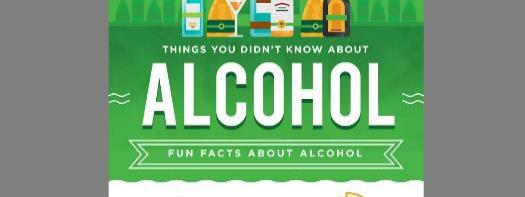 THINGS YOU DIDN'T KNOW ABOUT
ALCOHOL
FUN FACTS ABOUT ALCOHOL